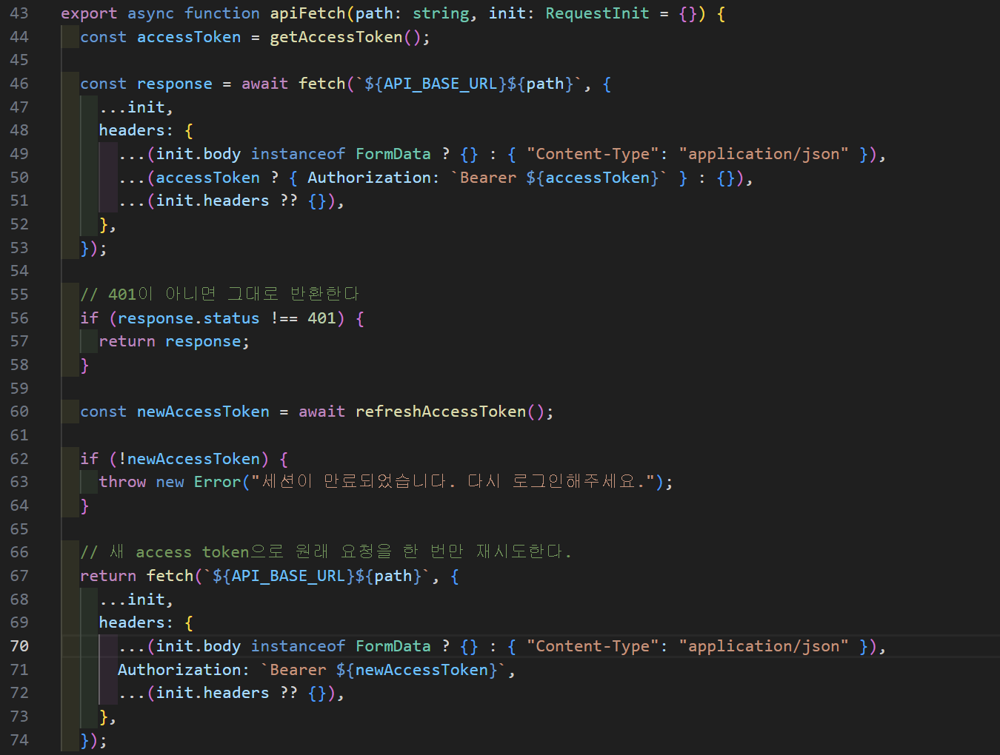 43 export async function apiFetch(path: string, init: RequestInit = {}) {
44   const accessToken = getAccessToken();
45
46   const response = await fetch(`${API_BASE_URL}${path}`, {
47     ...init,
48     headers: {
49       ...(init.body instanceof FormData ? {} : { "Content-Type": "application/json" }),
50       ...(accessToken ? { Authorization: `Bearer ${accessToken}` } : {}),
51       ...(init.headers ?? {}),
52     },
53   });
54
55   // 401이 아니면 그대로 반환한다
56   if (response.status !== 401) {
57     return response;
58   }
59
60   const newAccessToken = await refreshAccessToken();
61
62   if (!newAccessToken) {
63     throw new Error("세션이 만료되었습니다. 다시 로그인해주세요.");
64   }
65
66   // 새 access token으로 원래 요청을 한 번만 재시도한다.
67   return fetch(`${API_BASE_URL}${path}`, {
68     ...init,
69     headers: {
70       ...(init.body instanceof FormData ? {} : { "Content-Type": "application/json" }),
71       Authorization: `Bearer ${newAccessToken}`,
72       ...(init.headers ?? {}),
73     },
74   });